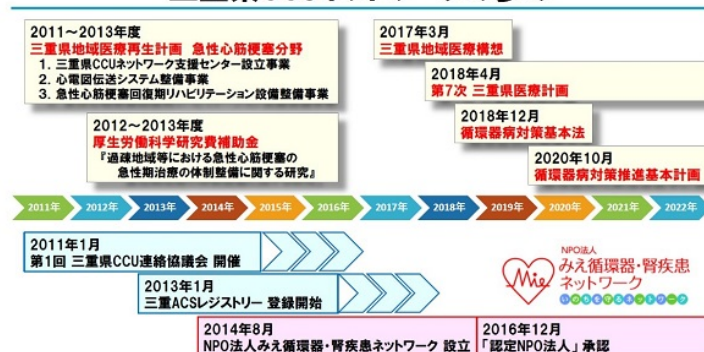 2011～2013年度
三重県地域医療再生計画 急性心筋梗塞分野
1. 三重県CCUネットワーク支援センター設立事業
2. 心電図伝送システム整備事業
3. 急性心筋梗塞回復期リハビリテーション設備整備事業
2012～2013年度
厚生労働科学研究費補助金
『過疎地域等における急性心筋梗塞の
急性期治療の体制整備に関する研究』
2017年3月
三重県地域医療構想
2018年4月
第7次 三重県医療計画
2018年12月
循環器病対策基本法
2020年10月
循環器病対策推進基本計画
2011年 2012年 2013年 2014年 2015年 2016年 2017年 2018年 2019年 2020年 2021年 2022年
2011年1月
第1回 三重県CCU連絡協議会 開催
2013年1月
三重ACSレジストリー 登録開始
NPO法人
みえ循環器・腎疾患
ネットワーク
Mie
いのちを守るネットワーク
2014年8月
NPO法人みえ循環器・腎疾患ネットワーク 設立
2016年12月
「認定NPO法人」承認